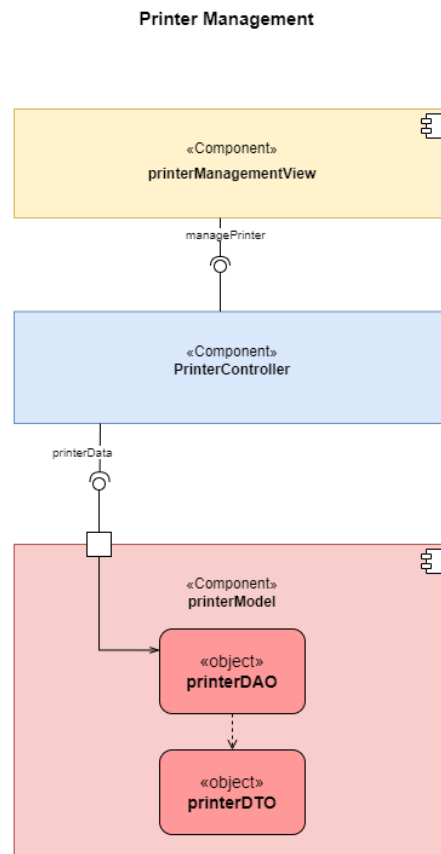 Printer Management
«Component»
printerManagementView
managePrinter
«Component»
PrinterController
printerData
«Component»
printerModel
«object»
printerDAO
«object»
printerDTO